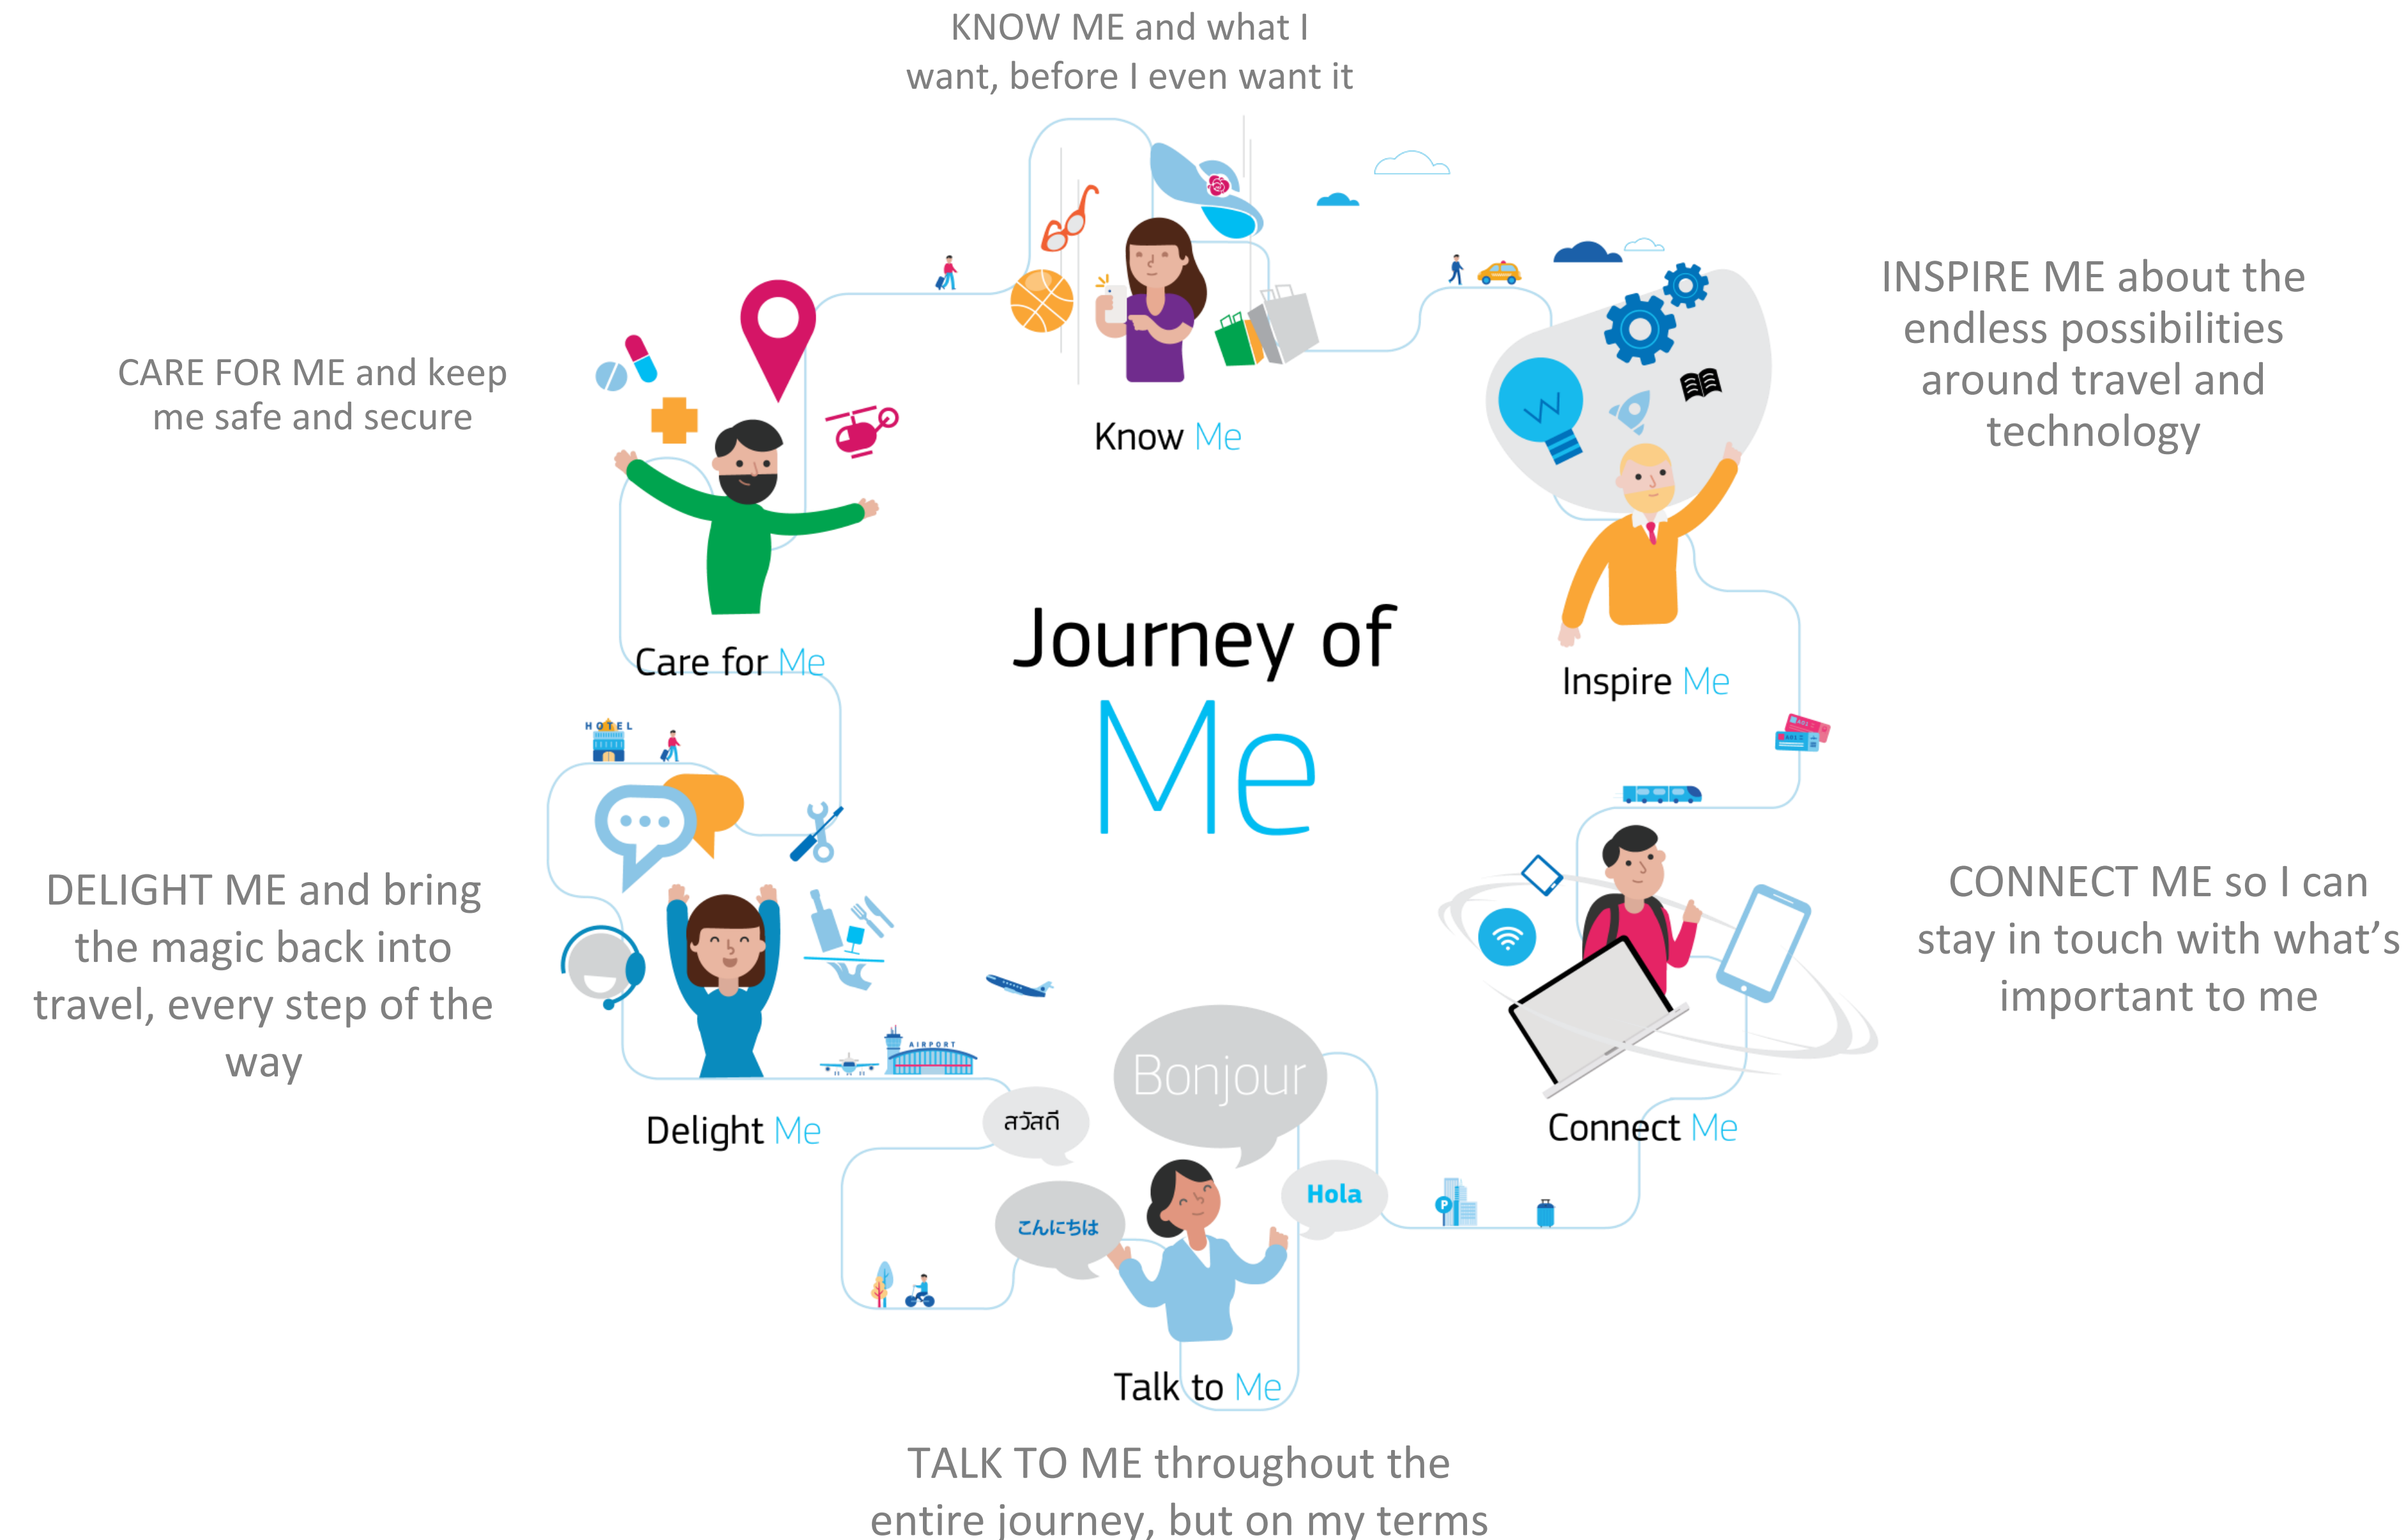 KNOW ME and what I
want, before I even want it
Know Me
INSPIRE ME about the
endless possibilities
around travel and
technology
Inspire Me
CARE FOR ME and keep
me safe and secure
Care for Me
Journey of
Me
HOTEL
CONNECT ME so I can
stay in touch with what's
important to me
Connect Me
DELIGHT ME and bring
the magic back into
travel, every step of the
way
AIRPORT
Delight Me
Bonjour
สวัสดี
Hola
こんにちは
P
Talk to Me
TALK TO ME throughout the
entire journey, but on my terms